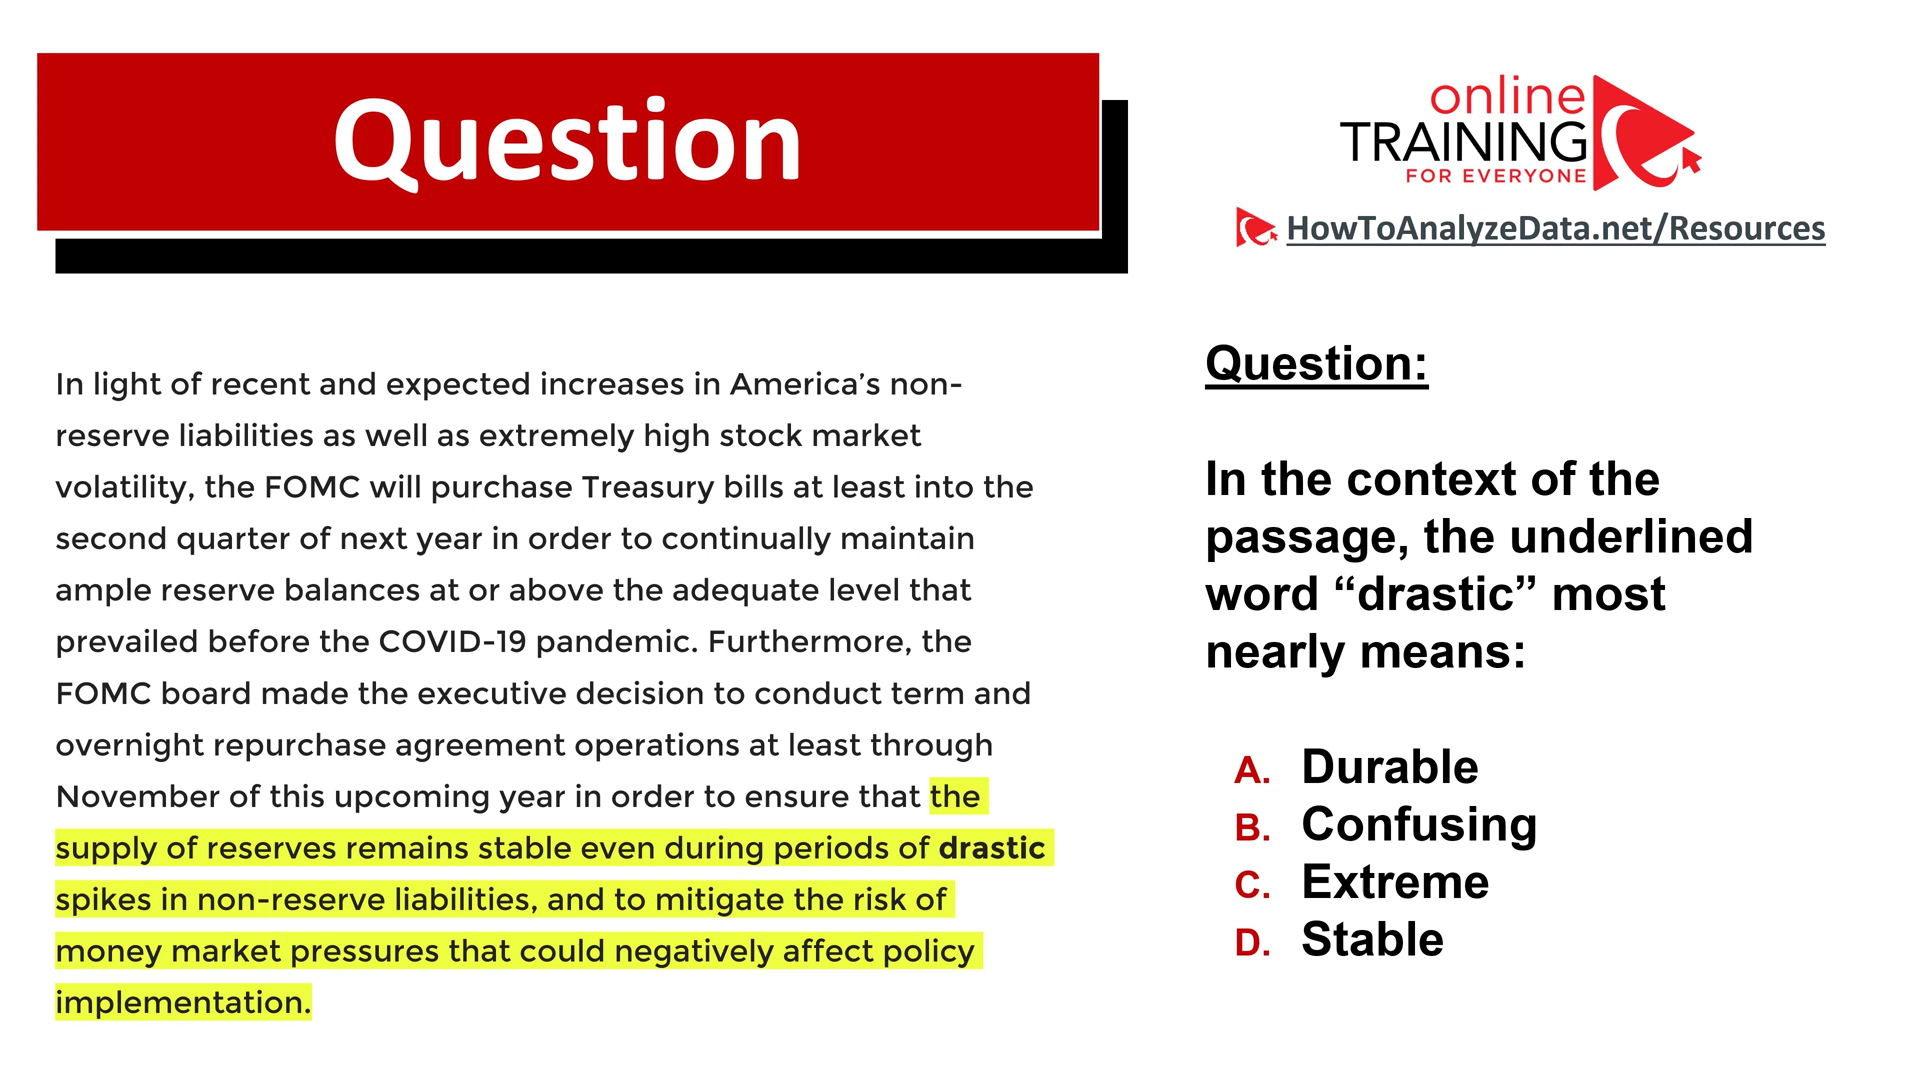 Question
online
TRAINING
FOR EVERYONE
HowToAnalyzeData.net/Resources
In light of recent and expected increases in America’s non-
reserve liabilities as well as extremely high stock market
volatility, the FOMC will purchase Treasury bills at least into the
second quarter of next year in order to continually maintain
ample reserve balances at or above the adequate level that
prevailed before the COVID-19 pandemic. Furthermore, the
FOMC board made the executive decision to conduct term and
overnight repurchase agreement operations at least through
November of this upcoming year in order to ensure that the
supply of reserves remains stable even during periods of drastic
spikes in non-reserve liabilities, and to mitigate the risk of
money market pressures that could negatively affect policy
implementation.
Question:
In the context of the
passage, the underlined
word “drastic” most
nearly means:
A. Durable
B. Confusing
C. Extreme
D. Stable